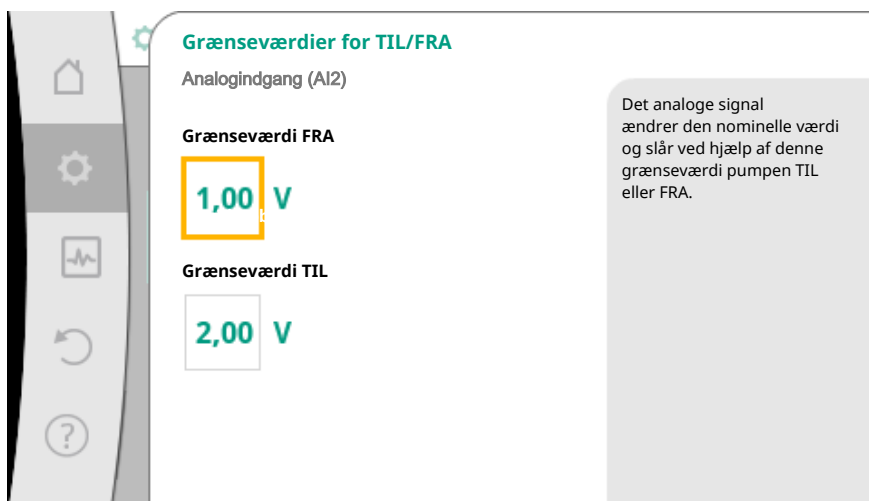 Grænseværdier for TIL/FRA
Analogindgang (AI2)
Grænseværdi FRA
1,00 V
Grænseværdi TIL
2,00 V
Det analoge signal
ændrer den nominelle værdi
og slår ved hjælp af denne
grænseværdi pumpen TIL
eller FRA.
?